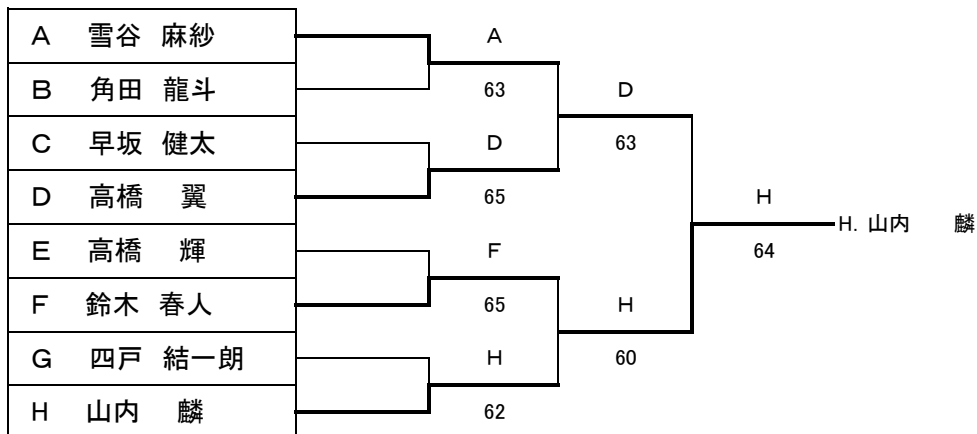 A 雪谷 麻紗
B 角田 龍斗
C 早坂 健太
D 高橋 翼
E 高橋 輝
F 鈴木 春人
G 四戸 結一朗
H 山内 麟
A
63
D
65
F
65
H
62
D
63
H
60
H
64
H. 山内 麟